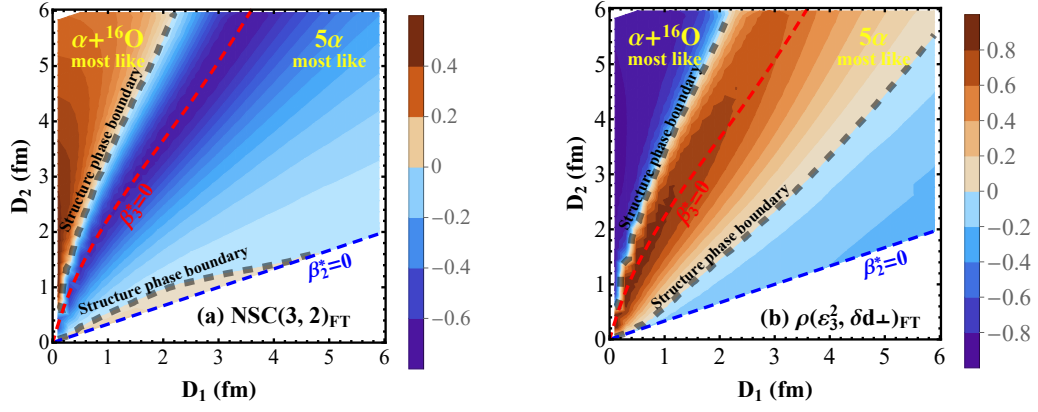 α+¹⁶O
most like
5α
most like
Structure phase boundary
β₃*=0
Structure phase boundary
β₂*=0
(a) NSC(3, 2)FT
D₂ (fm)
6
5
4
3
2
1
0
0 1 2 3 4 5 6
D₁ (fm)
0.4
0.2
0
−0.2
−0.4
−0.6
α+¹⁶O
most like
5α
most like
Structure phase boundary
β₃*=0
Structure phase boundary
β₂*=0
(b) ρ(ε₃², δd⊥)FT
D₂ (fm)
6
5
4
3
2
1
0
0 1 2 3 4 5 6
D₁ (fm)
0.8
0.6
0.4
0.2
0
−0.2
−0.4
−0.6
−0.8